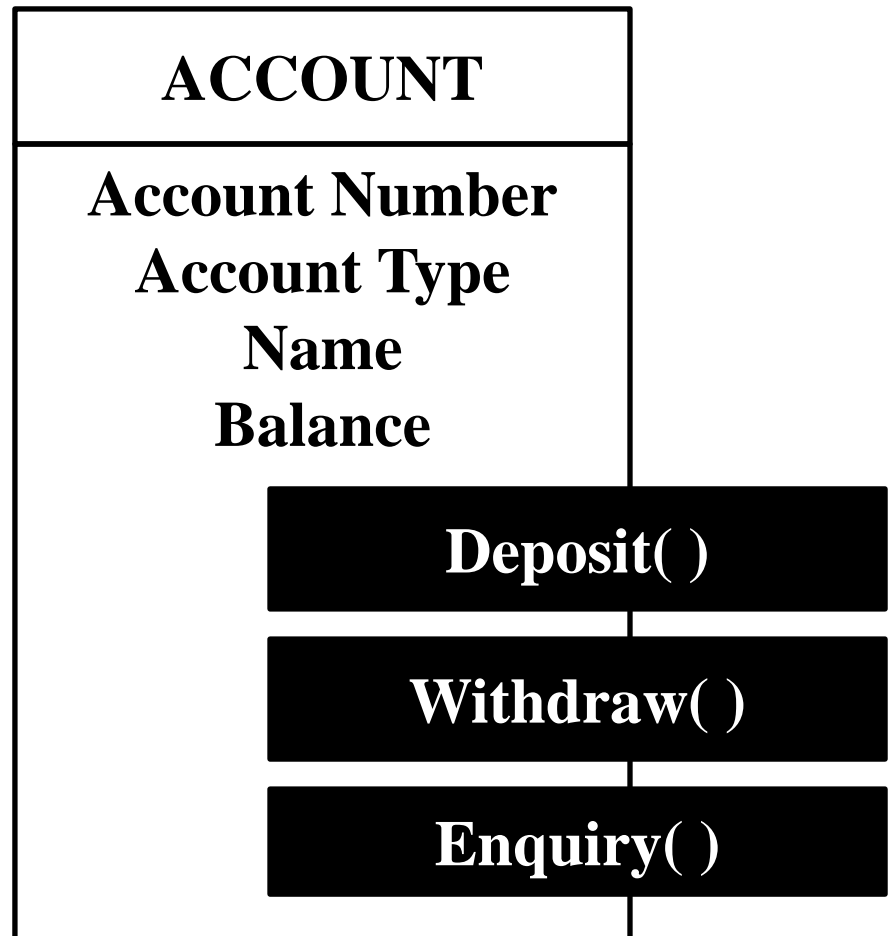 ACCOUNT
Account Number
Account Type
Name
Balance
Deposit( )
Withdraw( )
Enquiry( )